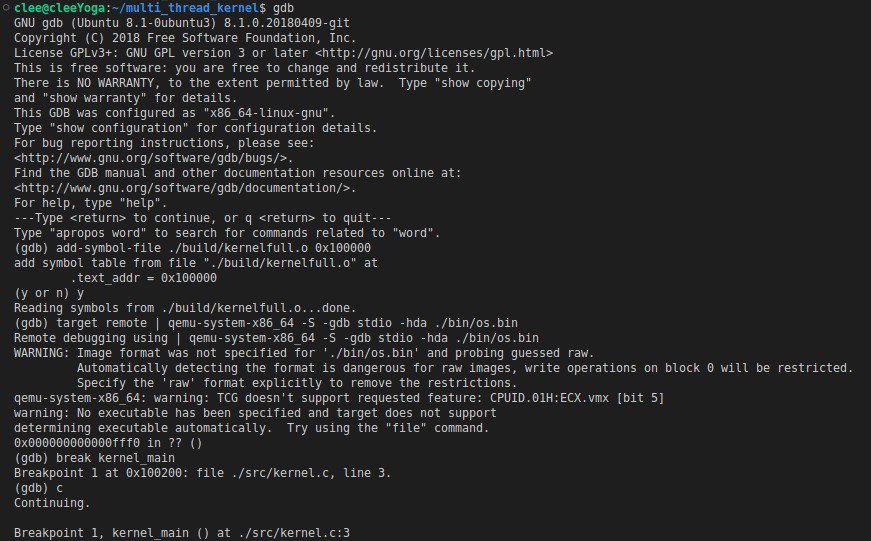 clee@cleeYoga:~/multi_thread_kernel$ gdb
GNU gdb (Ubuntu 8.1-0ubuntu3) 8.1.0.20180409-git
Copyright (C) 2018 Free Software Foundation, Inc.
License GPLv3+: GNU GPL version 3 or later <http://gnu.org/licenses/gpl.html>
This is free software: you are free to change and redistribute it.
There is NO WARRANTY, to the extent permitted by law.  Type "show copying"
and "show warranty" for details.
This GDB was configured as "x86_64-linux-gnu".
Type "show configuration" for configuration details.
For bug reporting instructions, please see:
<http://www.gnu.org/software/gdb/bugs/>.
Find the GDB manual and other documentation resources online at:
<http://www.gnu.org/software/gdb/documentation/>.
For help, type "help".
---Type <return> to continue, or q <return> to quit---
Type "apropos word" to search for commands related to "word".
(gdb) add-symbol-file ./build/kernelfull.o 0x100000
add symbol table from file "./build/kernelfull.o" at
        .text_addr = 0x100000
(y or n) y
Reading symbols from ./build/kernelfull.o...done.
(gdb) target remote | qemu-system-x86_64 -S -gdb stdio -hda ./bin/os.bin
Remote debugging using | qemu-system-x86_64 -S -gdb stdio -hda ./bin/os.bin
WARNING: Image format was not specified for './bin/os.bin' and probing guessed raw.
         Automatically detecting the format is dangerous for raw images, write operations on block 0 will be restricted.
         Specify the 'raw' format explicitly to remove the restrictions.
qemu-system-x86_64: warning: TCG doesn't support requested feature: CPUID.01H:ECX.vmx [bit 5]
warning: No executable has been specified and target does not support
determining executable automatically.  Try using the "file" command.
0x000000000000fff0 in ?? ()
(gdb) break kernel_main
Breakpoint 1 at 0x100200: file ./src/kernel.c, line 3.
(gdb) c
Continuing.

Breakpoint 1, kernel_main () at ./src/kernel.c:3